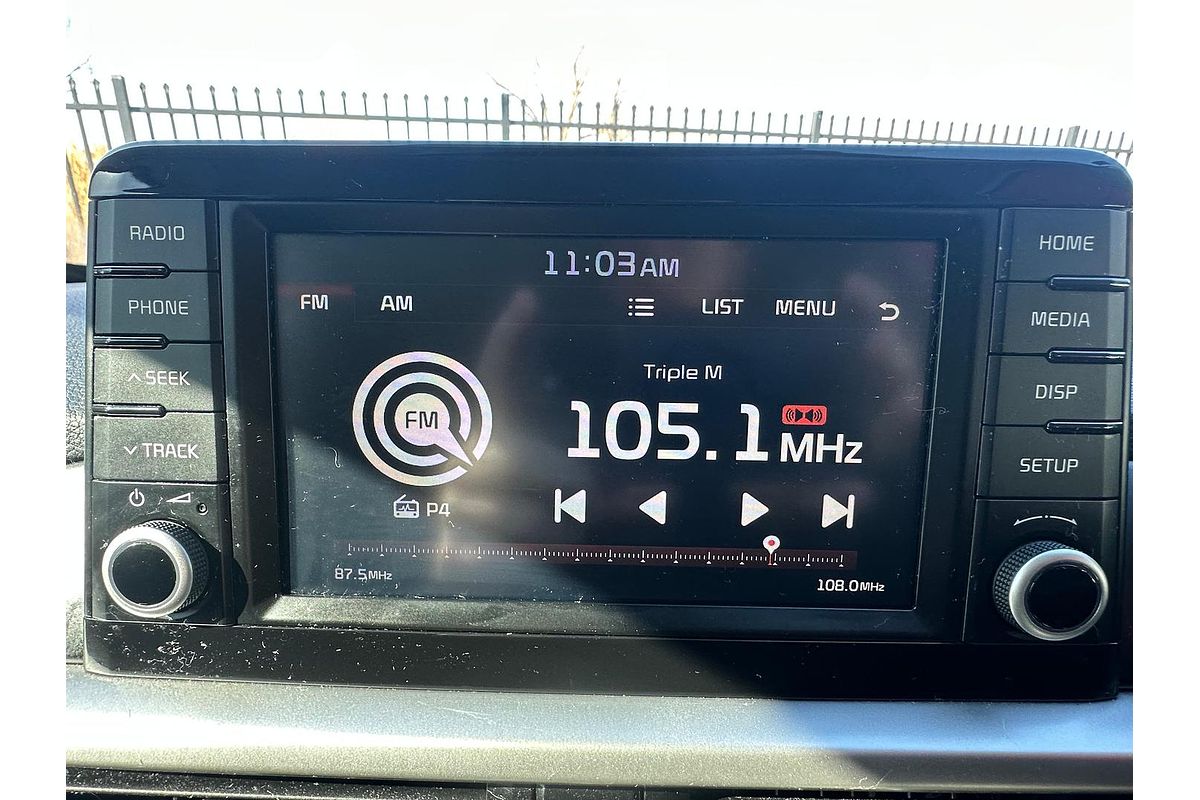 RADIO
PHONE
SEEK
TRACK
11:03AM
FM AM LIST MENU
FM
P4
Triple M
105.1 MHz
87.5MHz
108.0MHz
HOME
MEDIA
DISP
SETUP